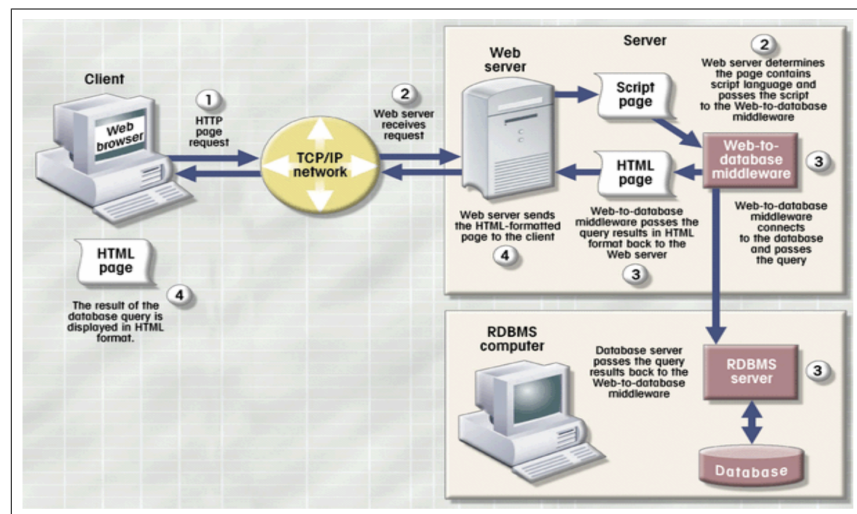 Client
Web
browser
1
HTTP
page
request
TCP/IP
network
2
Web server
receives
request
HTML
page
4
The result of the
database query is
displayed in HTML
format.
Server
Web
server
Script
page
2
Web server determines
the page contains
script language and
passes the script
to the Web-to-database
middleware
Web-to-
database
middleware
3
HTML
page
Web server sends
the HTML-formatted
page to the client
4
Web-to-database
middleware passes the
query results in HTML
format back to the
Web server
3
Web-to-database
middleware
connects
to the database
and passes
the query
RDBMS
computer
Database server
passes the query
results back to the
Web-to-database
middleware
RDBMS
server
3
Database